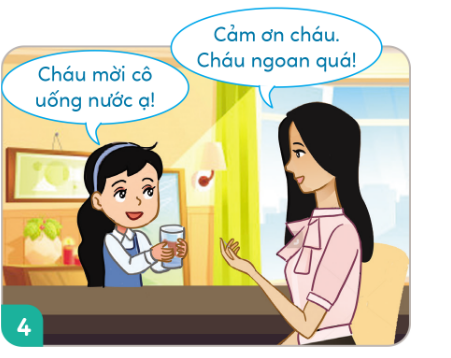 Cháu mời cô
uống nước ạ!
Cảm ơn cháu.
Cháu ngoan quá!
4